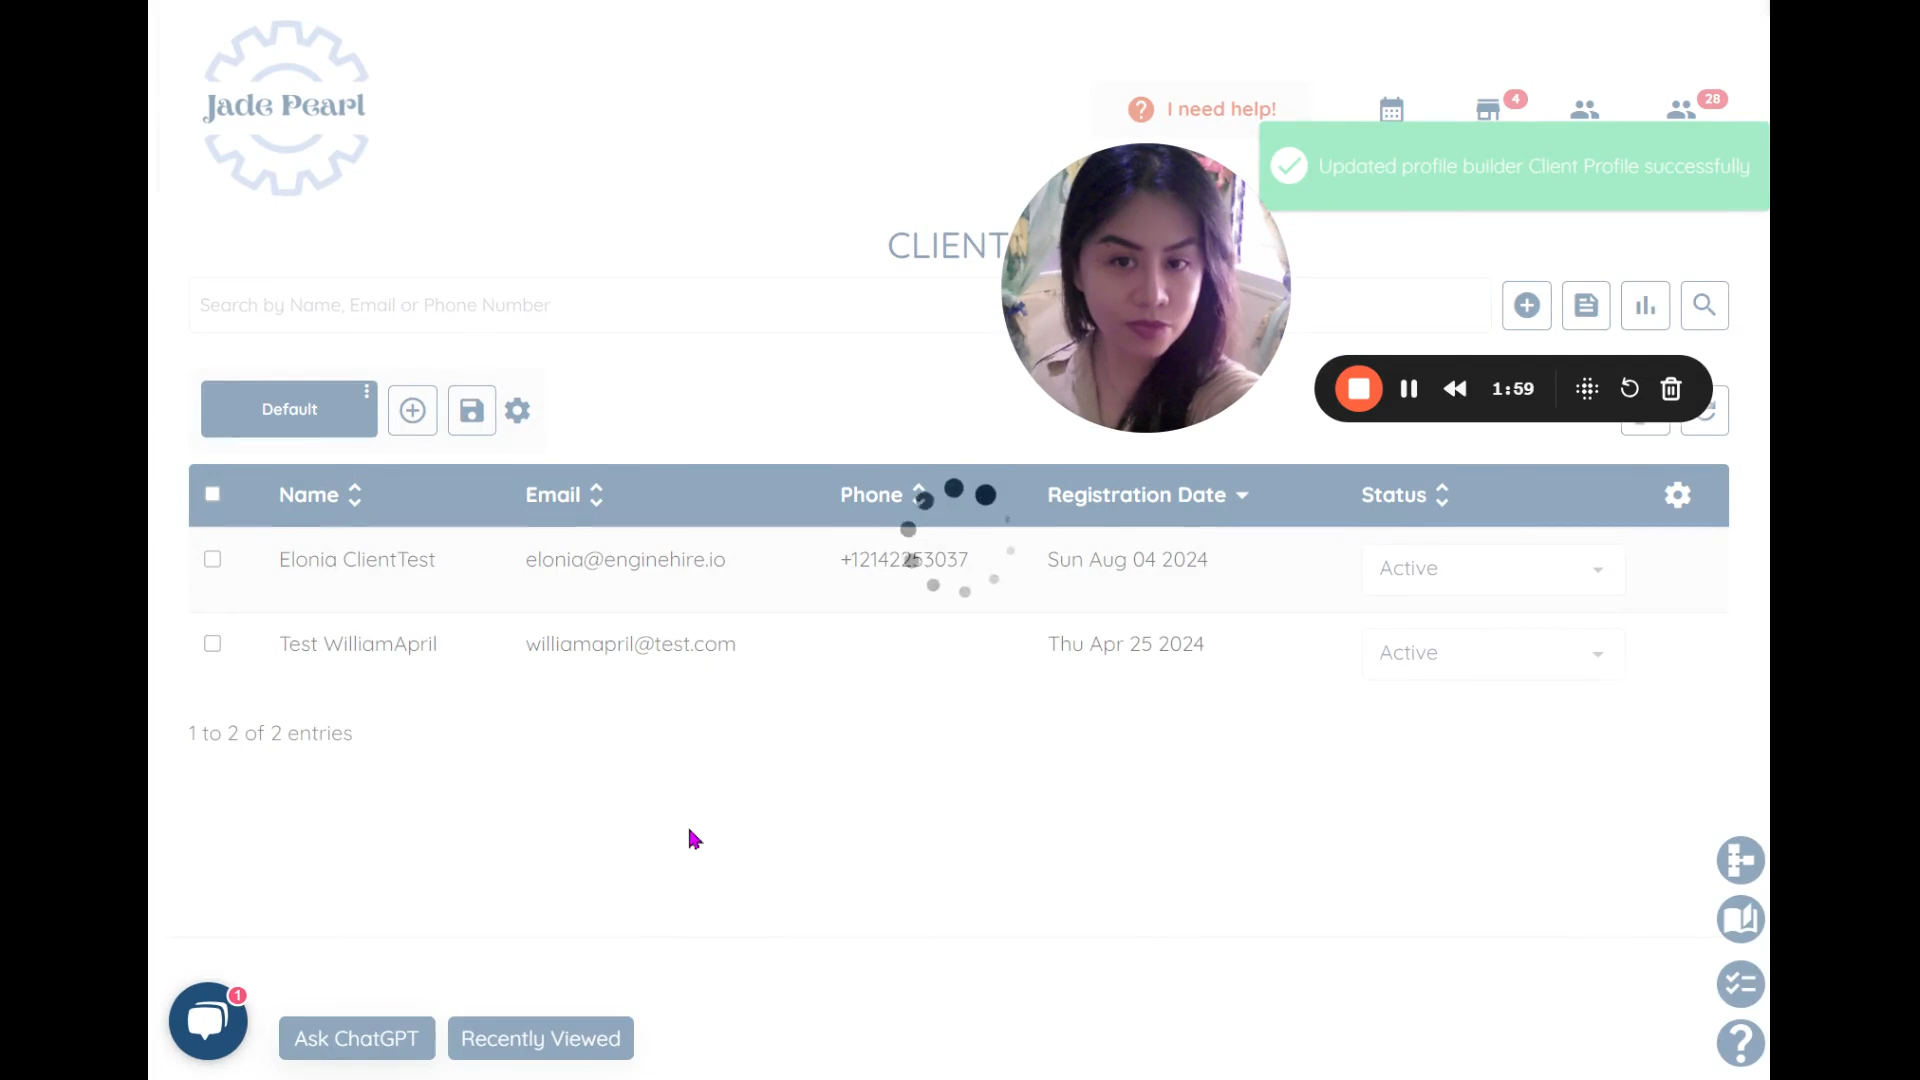 Jade Pearl
I need help!
4
28
Updated profile builder Client Profile successfully
CLIENT
Search by Name, Email or Phone Number
1:59
Default
Name Email Phone Registration Date Status
Elonia ClientTest elonia@enginehire.io +12142253037 Sun Aug 04 2024 Active
Test WilliamApril williamapril@test.com Thu Apr 25 2024 Active
1 to 2 of 2 entries
1
Ask ChatGPT Recently Viewed